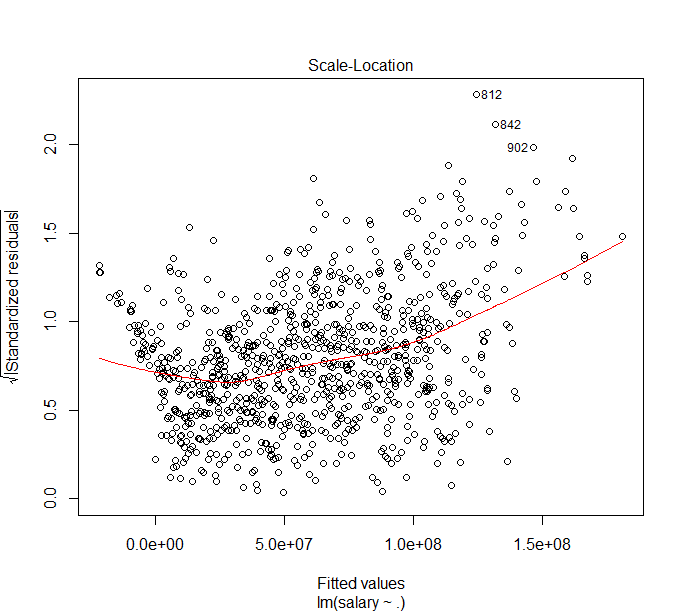 Scale-Location
√|Standardized residuals|
2.0
1.5
1.0
0.5
0.0
812
842
902
0.0e+00 5.0e+07 1.0e+08 1.5e+08
Fitted values
lm(salary ~ .)